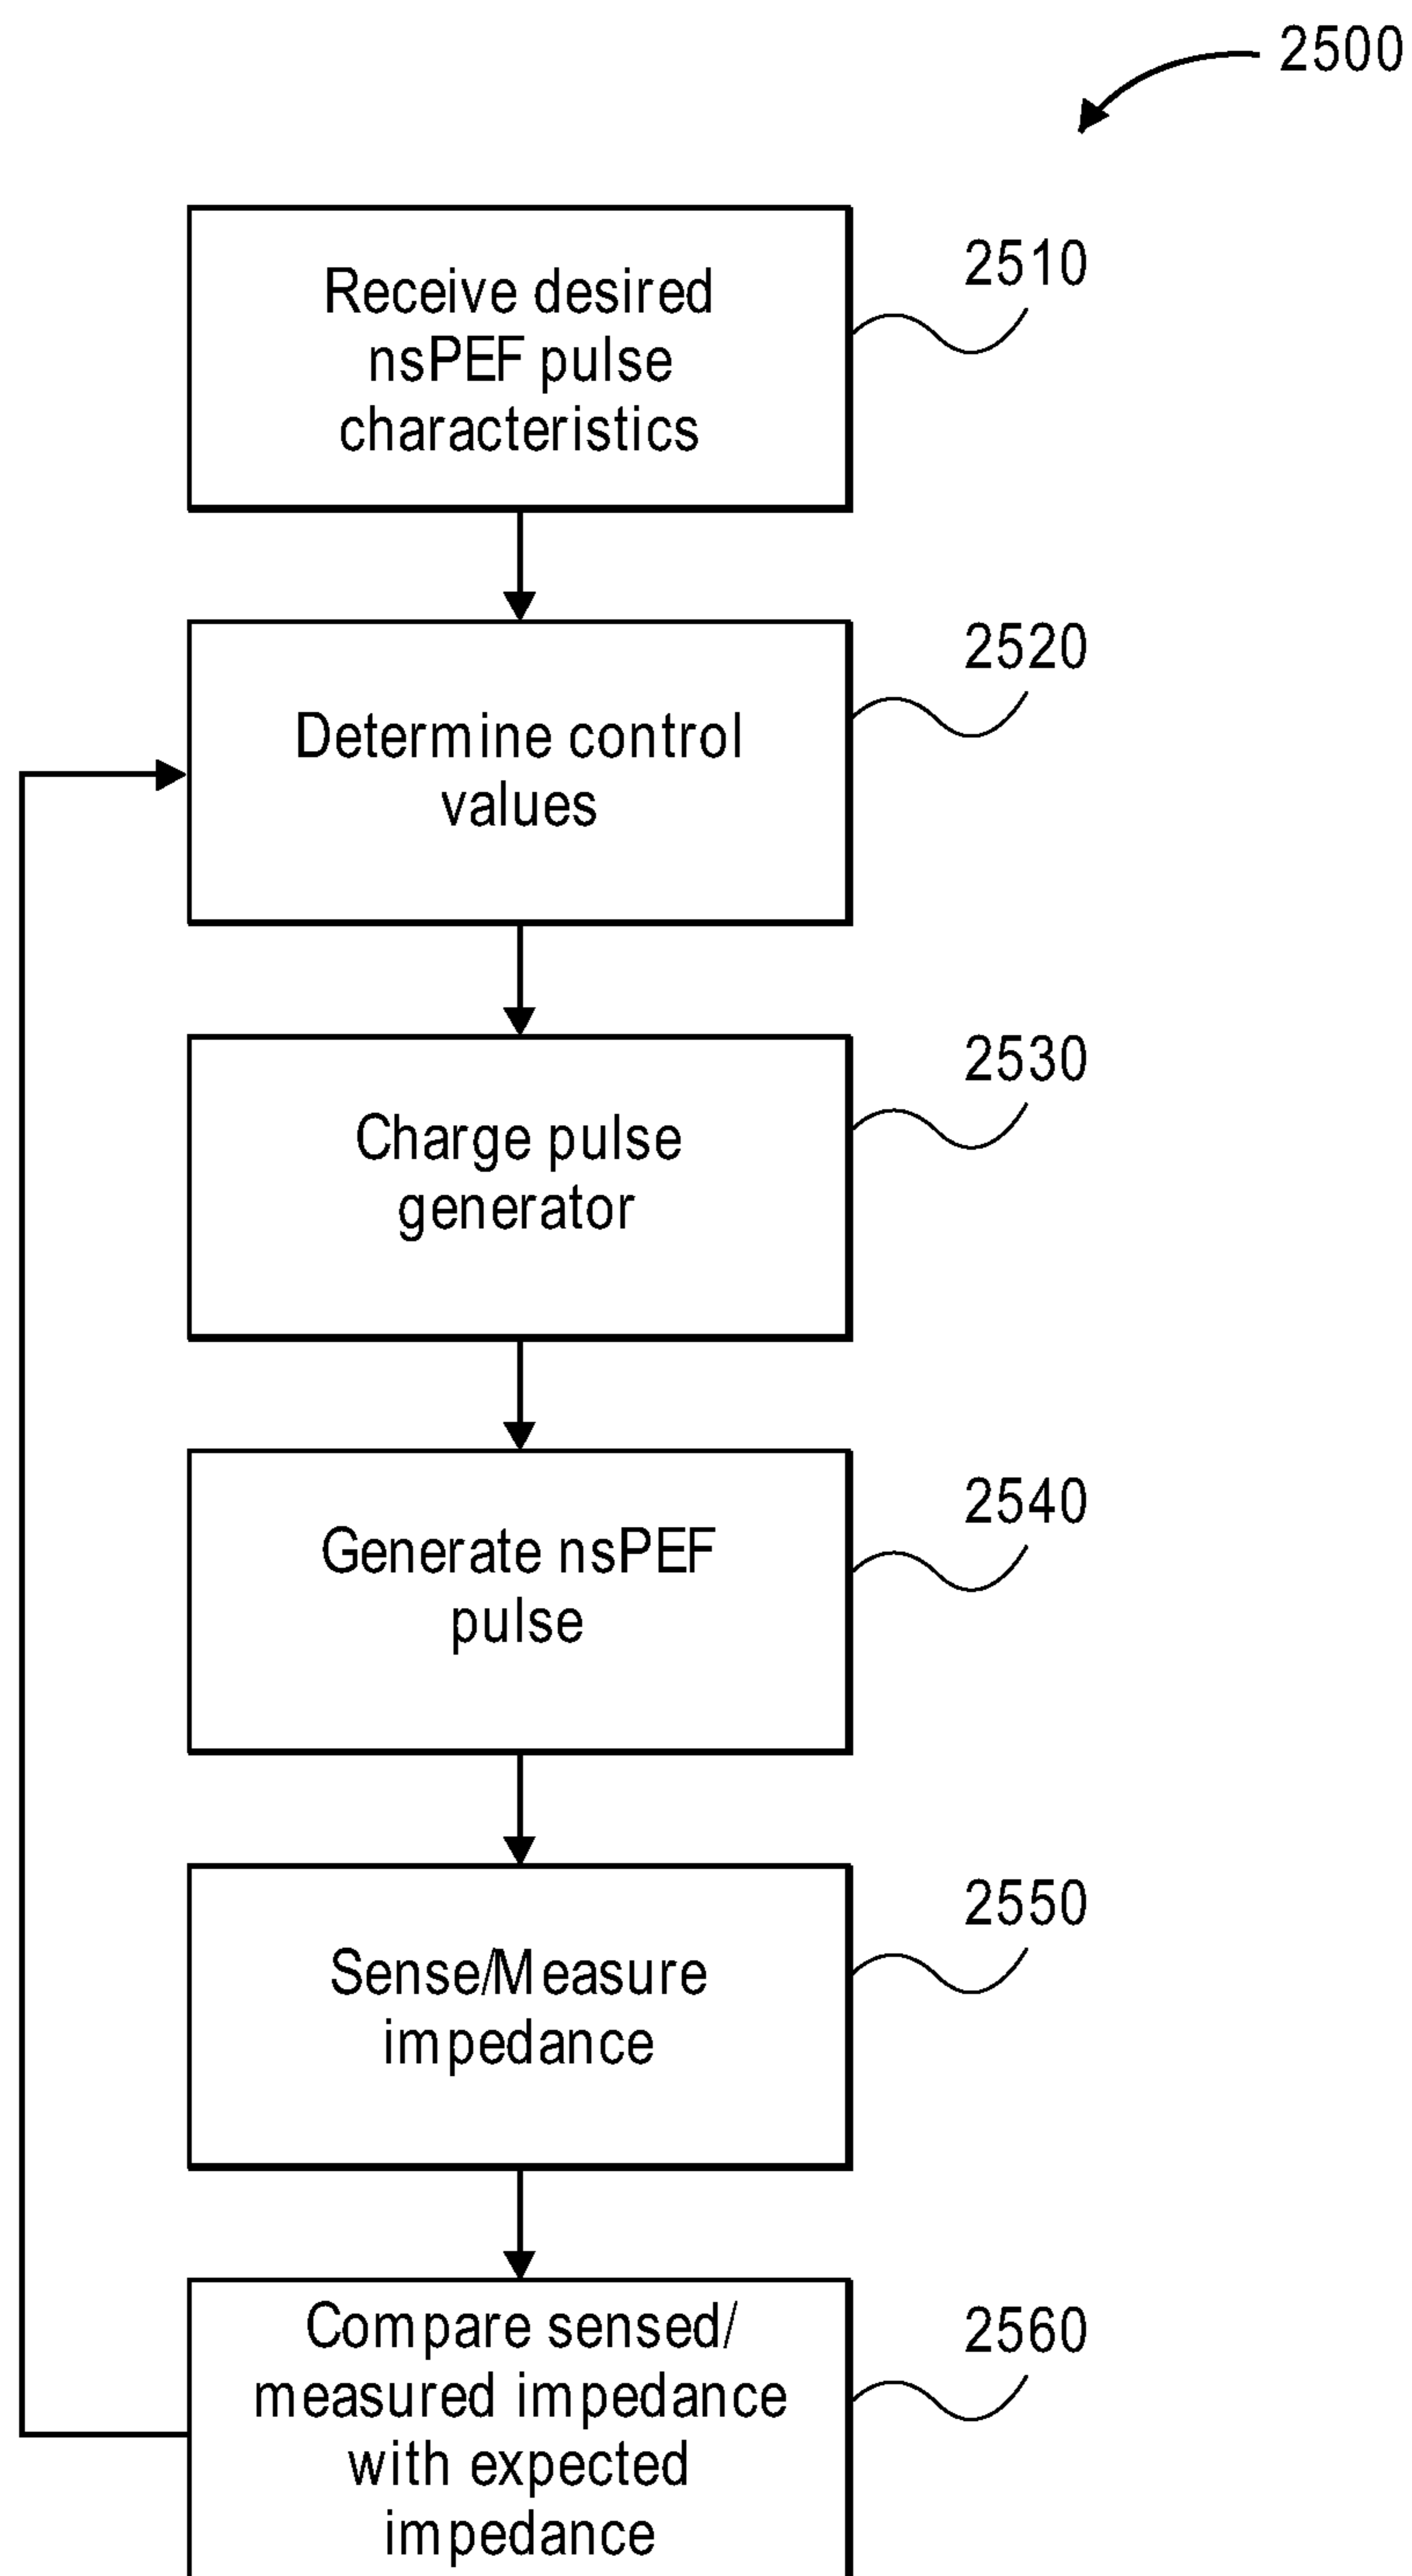 2500
Receive desired
nsPEF pulse
characteristics
2510
Determine control
values
2520
Charge pulse
generator
2530
Generate nsPEF
pulse
2540
Sense/Measure
impedance
2550
Compare sensed/
measured impedance
with expected
impedance
2560